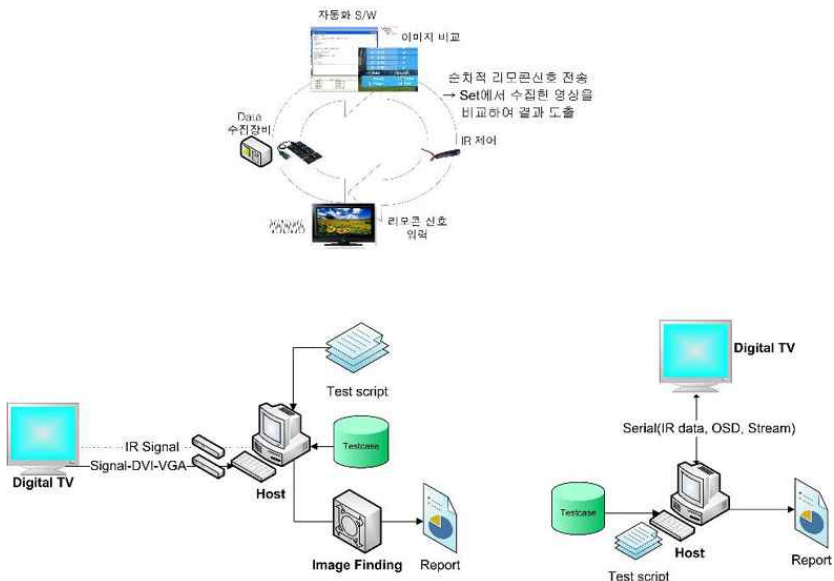 자동화 S/W
이미지 비교
순차적 리모콘신호 전송
→ Set에서 수집한 영상을
비교하여 결과 도출
Data
수집장비
IR 제어
리모콘 신호
입력
Test script
Digital TV
IR Signal
Signal-DVI-VGA
Testcase
Host
Image Finding
Report
Digital TV
Serial(IR data, OSD, Stream)
Testcase
Host
Test script
Report